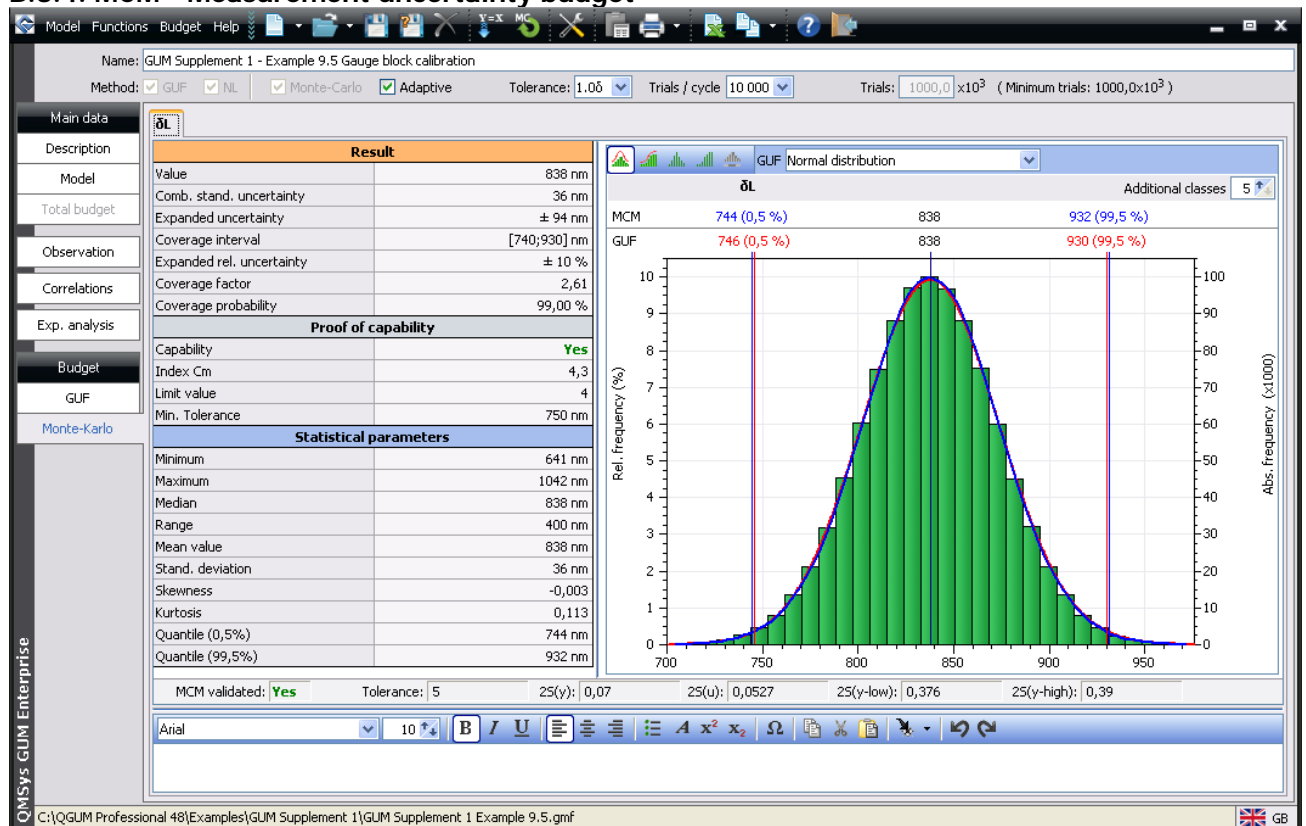 B.3.4. MCM - Measurement uncertainty budget
Model Functions Budget Help Y=X MC
Name: GUM Supplement 1 - Example 9.5 Gauge block calibration
Method: GUF NL Monte-Carlo Adaptive Tolerance: 1.0δ Trials / cycle 10 000 Trials: 1000,0 x10³ ( Minimum trials: 1000,0x10³ )
Main data
Description
Model
Total budget
Observation
Correlations
Exp. analysis
Budget
GUF
Monte-Karlo
QMSys GUM Enterprise
δL
Result
Value 838 nm
Comb. stand. uncertainty 36 nm
Expanded uncertainty ± 94 nm
Coverage interval [740;930] nm
Expanded rel. uncertainty ± 10 %
Coverage factor 2,61
Coverage probability 99,00 %
Proof of capability
Capability Yes
Index Cm 4,3
Limit value 4
Min. Tolerance 750 nm
Statistical parameters
Minimum 641 nm
Maximum 1042 nm
Median 838 nm
Range 400 nm
Mean value 838 nm
Stand. deviation 36 nm
Skewness -0,003
Kurtosis 0,113
Quantile (0,5%) 744 nm
Quantile (99,5%) 932 nm
GUF Normal distribution
δL Additional classes 5
MCM 744 (0,5 %) 838 932 (99,5 %)
GUF 746 (0,5 %) 838 930 (99,5 %)
Rel. frequency (%)
10
9
8
7
6
5
4
3
2
1
0
700 750 800 850 900 950
100
90
80
70
60
50
40
30
20
10
0
Abs. frequency (x1000)
MCM validated: Yes Tolerance: 5 2S(y): 0,07 2S(u): 0,0527 2S(y-low): 0,376 2S(y-high): 0,39
Arial 10 B I U A x² x₂ Ω
C:\QGUM Professional 48\Examples\GUM Supplement 1\GUM Supplement 1 Example 9.5.gmf GB